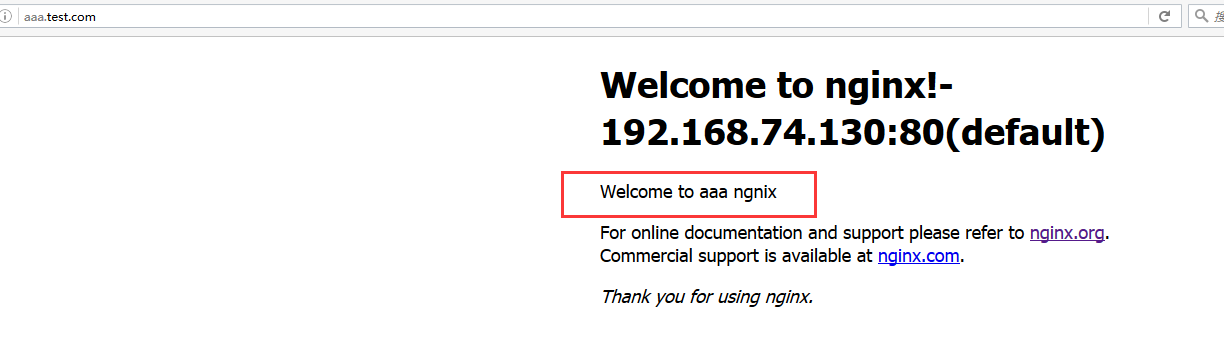 aaa.test.com
搜
Welcome to nginx!-
192.168.74.130:80(default)
Welcome to aaa ngnix
For online documentation and support please refer to nginx.org.
Commercial support is available at nginx.com.
Thank you for using nginx.